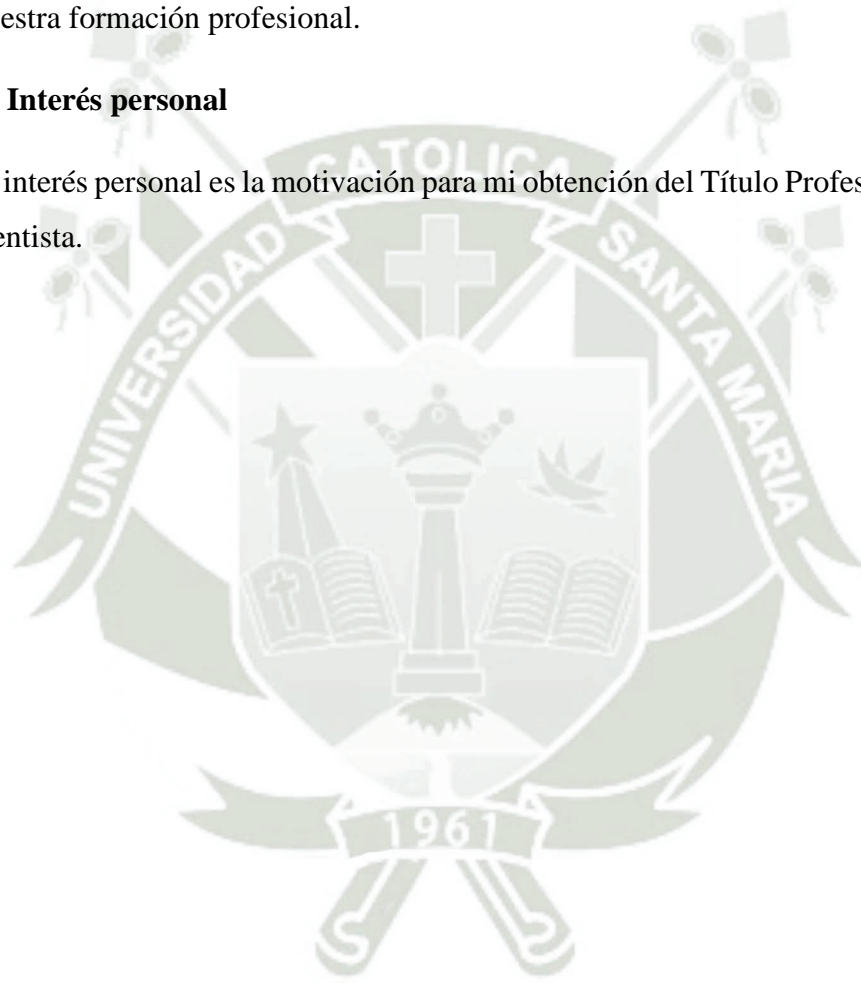 estra formación profesional.
Interés personal
interés personal es la motivación para mi obtención del Título Profes
entista.
UNIVERSIDAD CATOLICA SANTA MARIA
1961